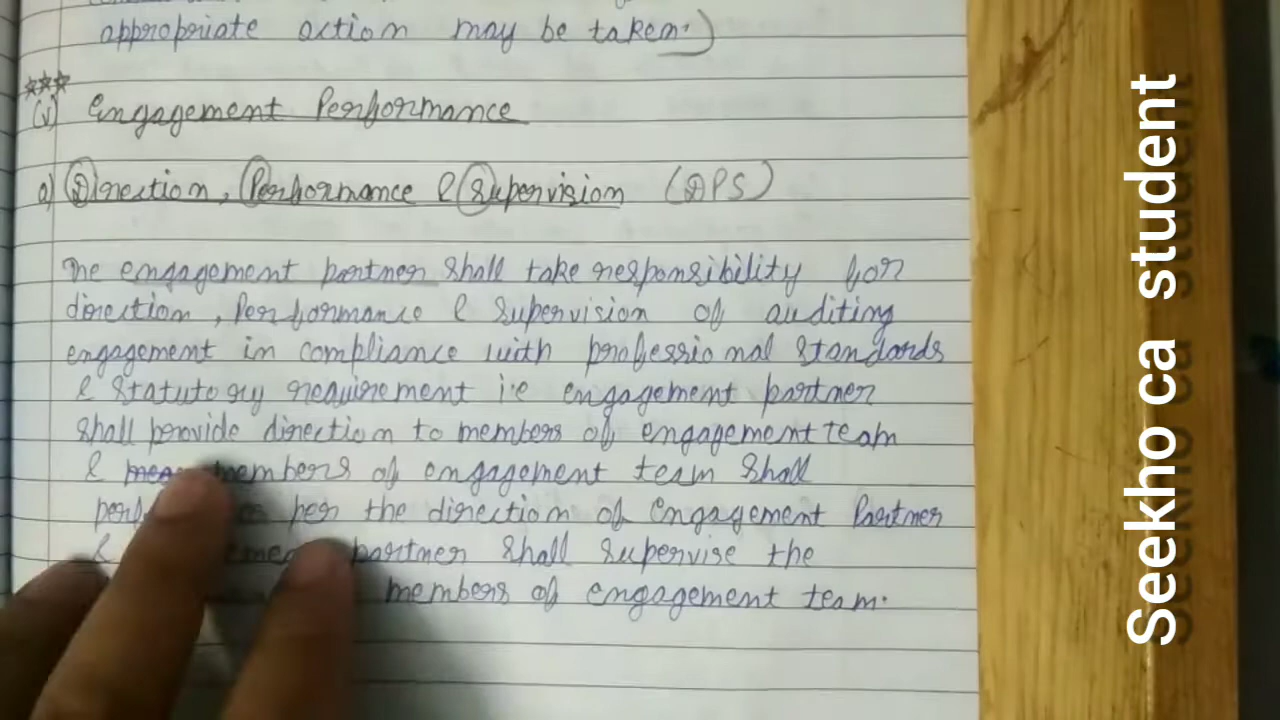 appropriate action may be taken.)
(v) Engagement Performance
a) Direction, Performance & Supervision (DPS)
The engagement partner shall take responsibility for
direction, Performance & supervision of auditing
engagement in compliance with professional standards
& statutory requirement i.e engagement partner
shall provide direction to members of engagement team
& members of engagement team shall
per the direction of Engagement Partner
& partner shall supervise the
members of engagement team.
Seekho ca student